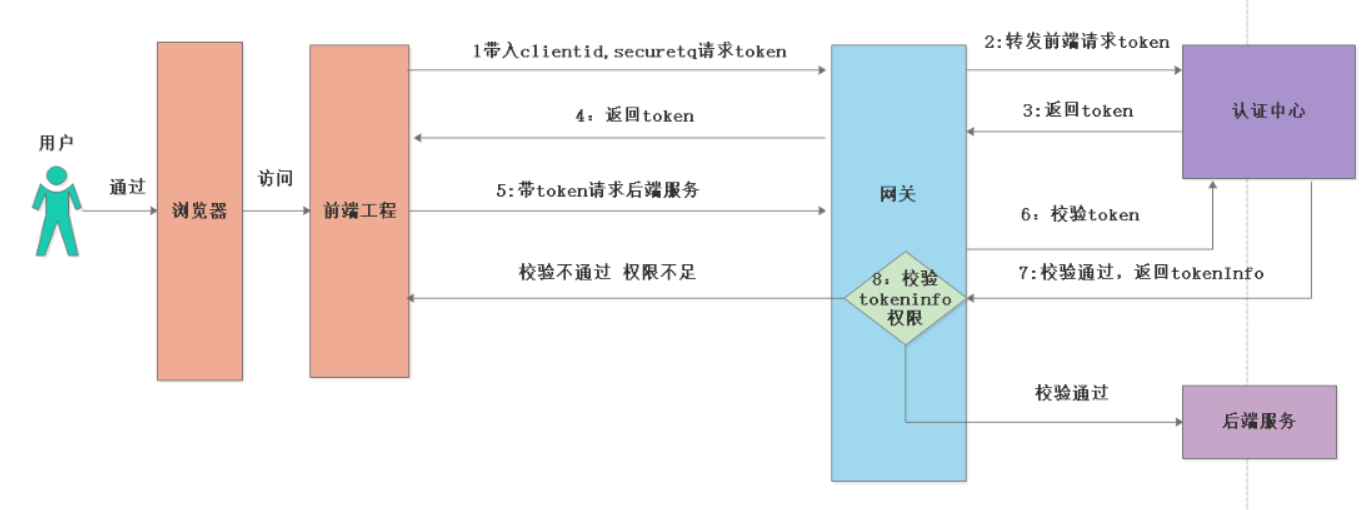 1带入clientid,securetq请求token
2:转发前端请求token
4：返回token
3:返回token
认证中心
用户
通过
访问
浏览器
前端工程
5:带token请求后端服务
网关
6：校验token
校验不通过 权限不足
8：校验
tokeninfo
权限
7:校验通过，返回tokenInfo
校验通过
后端服务